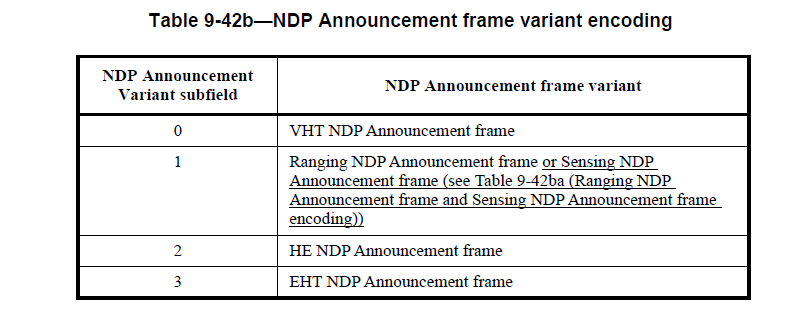 Table 9-42b—NDP Announcement frame variant encoding
NDP Announcement
Variant subfield
NDP Announcement frame variant
0
VHT NDP Announcement frame
1
Ranging NDP Announcement frame or Sensing NDP
Announcement frame (see Table 9-42ba (Ranging NDP
Announcement frame and Sensing NDP Announcement frame
encoding))
2
HE NDP Announcement frame
3
EHT NDP Announcement frame